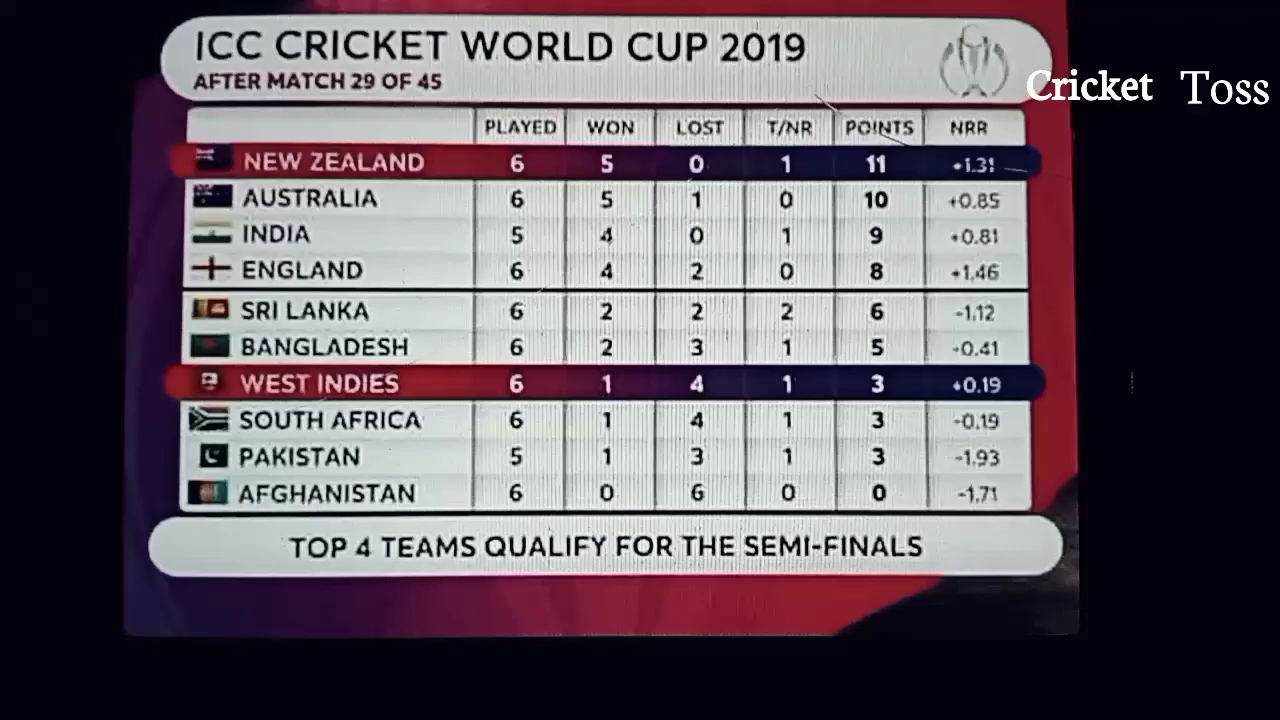 ICC CRICKET WORLD CUP 2019
AFTER MATCH 29 OF 45
Cricket Toss
PLAYED WON LOST T/NR POINTS NRR
NEW ZEALAND 6 5 0 1 11 +1.31
AUSTRALIA 6 5 1 0 10 +0.85
INDIA 5 4 0 1 9 +0.81
ENGLAND 6 4 2 0 8 +1.46
SRI LANKA 6 2 2 2 6 -1.12
BANGLADESH 6 2 3 1 5 -0.41
WEST INDIES 6 1 4 1 3 +0.19
SOUTH AFRICA 6 1 4 1 3 -0.19
PAKISTAN 5 1 3 1 3 -1.93
AFGHANISTAN 6 0 6 0 0 -1.71
TOP 4 TEAMS QUALIFY FOR THE SEMI-FINALS